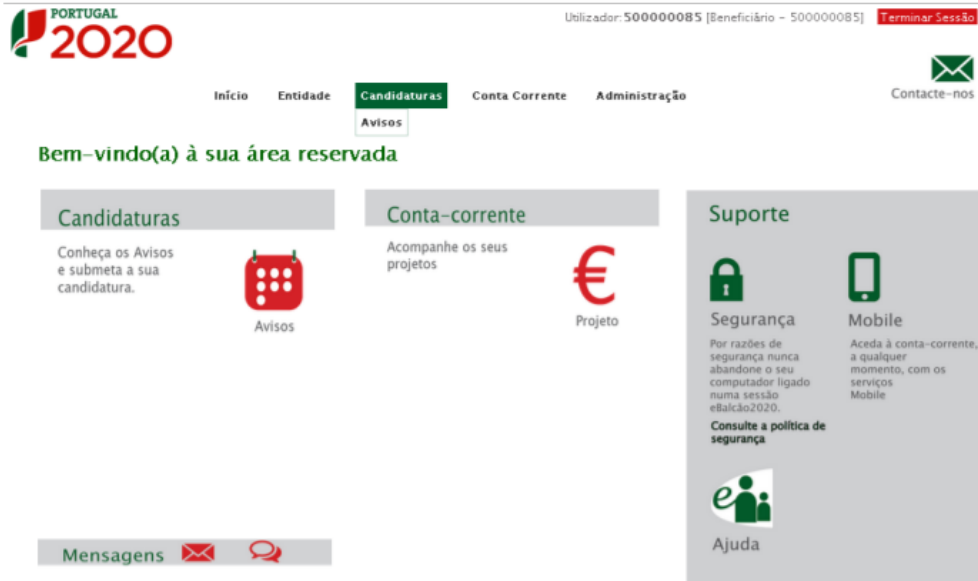 PORTUGAL
2020
Utilizador: 500000085 [Beneficiário - 500000085] Terminar Sessão
Contacte-nos
Início Entidade Candidaturas Conta Corrente Administração
Avisos
Bem-vindo(a) à sua área reservada
Candidaturas
Conheça os Avisos
e submeta a sua
candidatura.
Avisos
Conta-corrente
Acompanhe os seus
projetos
€
Projeto
Suporte
Segurança
Por razões de
segurança nunca
abandone o seu
computador ligado
numa sessão
eBalcão2020.
Consulte a política de
segurança
Mobile
Aceda à conta-corrente,
a qualquer
momento, com os
serviços
Mobile
e
Ajuda
Mensagens